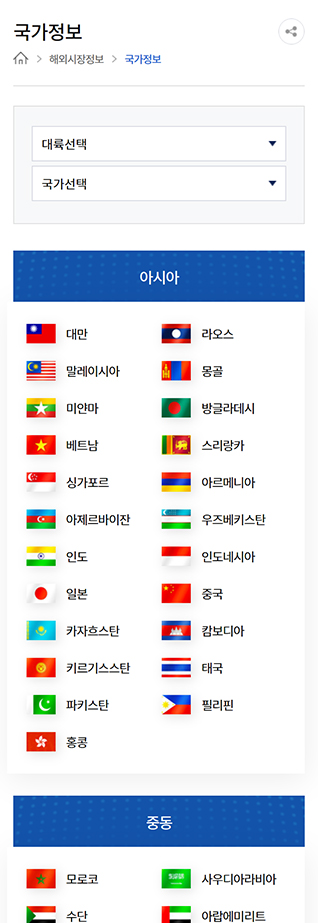 국가정보
해외시장정보 국가정보
대륙선택
국가선택
아시아
대만 라오스
말레이시아 몽골
미얀마 방글라데시
베트남 스리랑카
싱가포르 아르메니아
아제르바이잔 우즈베키스탄
인도 인도네시아
일본 중국
카자흐스탄 캄보디아
키르기스스탄 태국
파키스탄 필리핀
홍콩
중동
모로코 사우디아라비아
수단 아랍에미리트